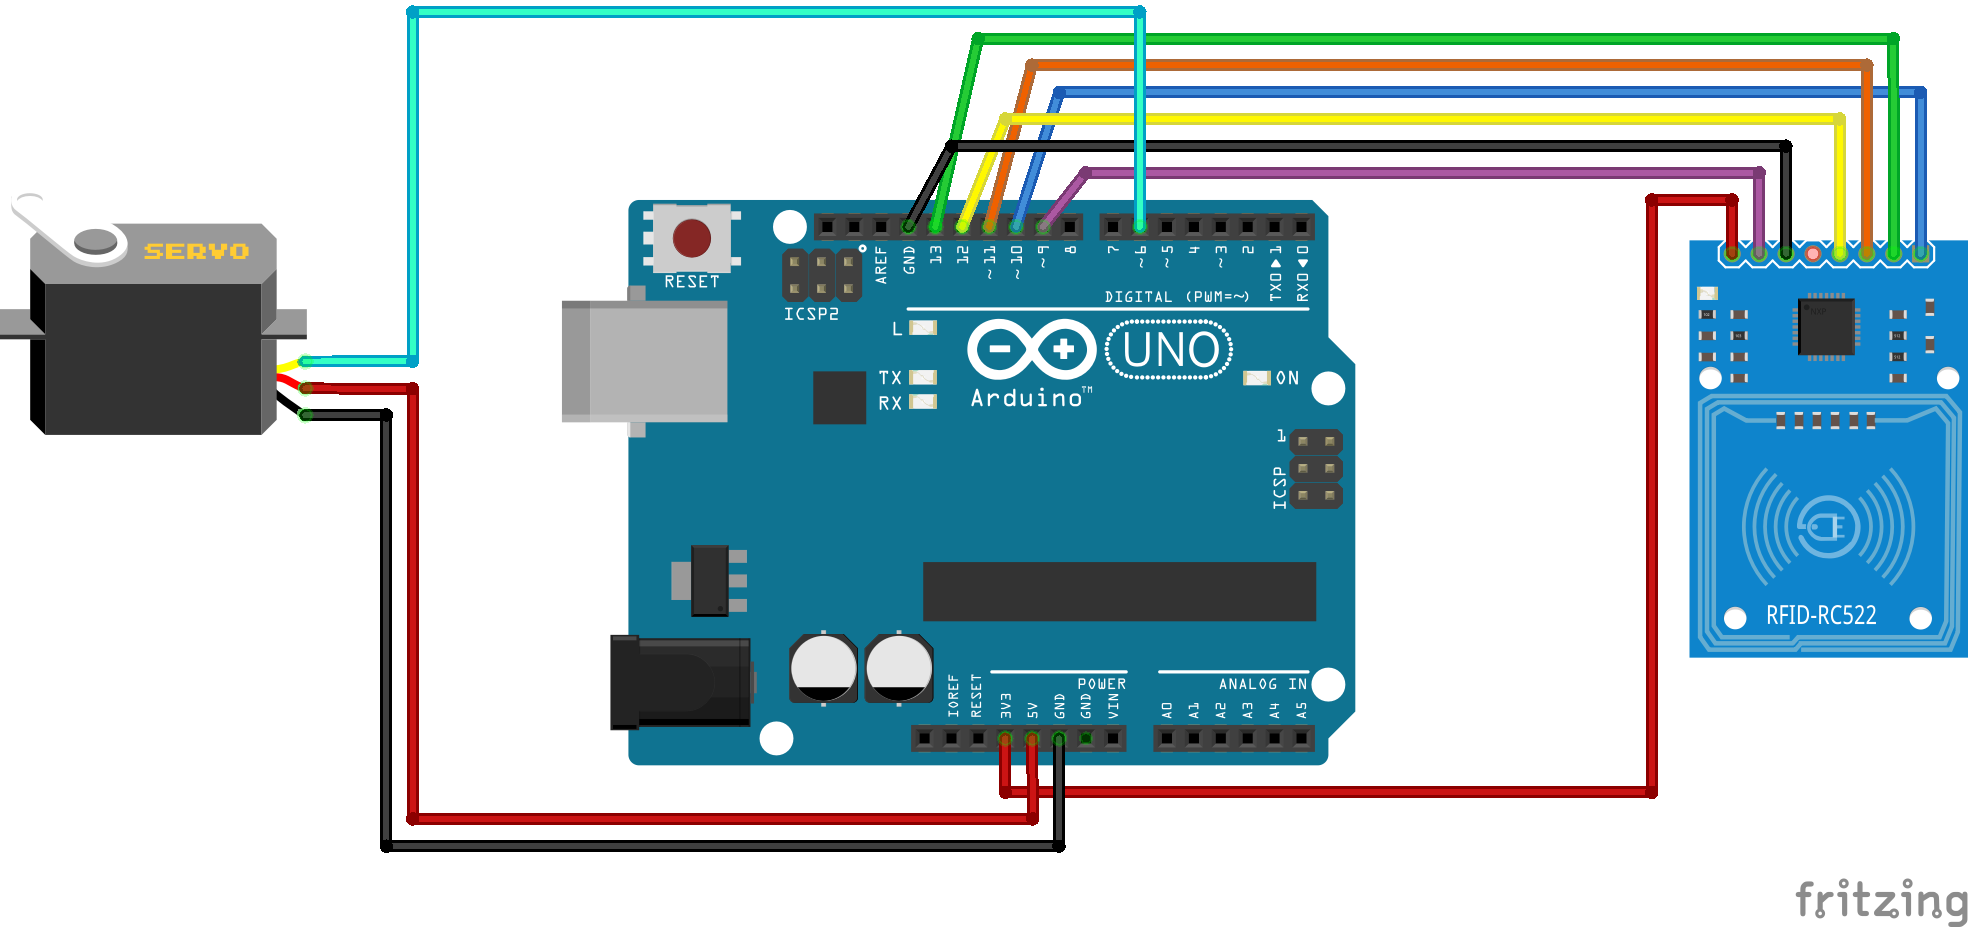 SERVO
RESET
ICSP2
AREF
GND
13
12
~11
~10
~9
8
7
~6
~5
4
~3
2
TX0▶1
RX0◀0
DIGITAL (PWM=~)
L
TX
RX
UNO
Arduino™
ON
1
ICSP
RFID-RC522
POWER
ANALOG IN
IOREF
RESET
3V3
5V
GND
GND
VIN
A0
A1
A2
A3
A4
A5
fritzing